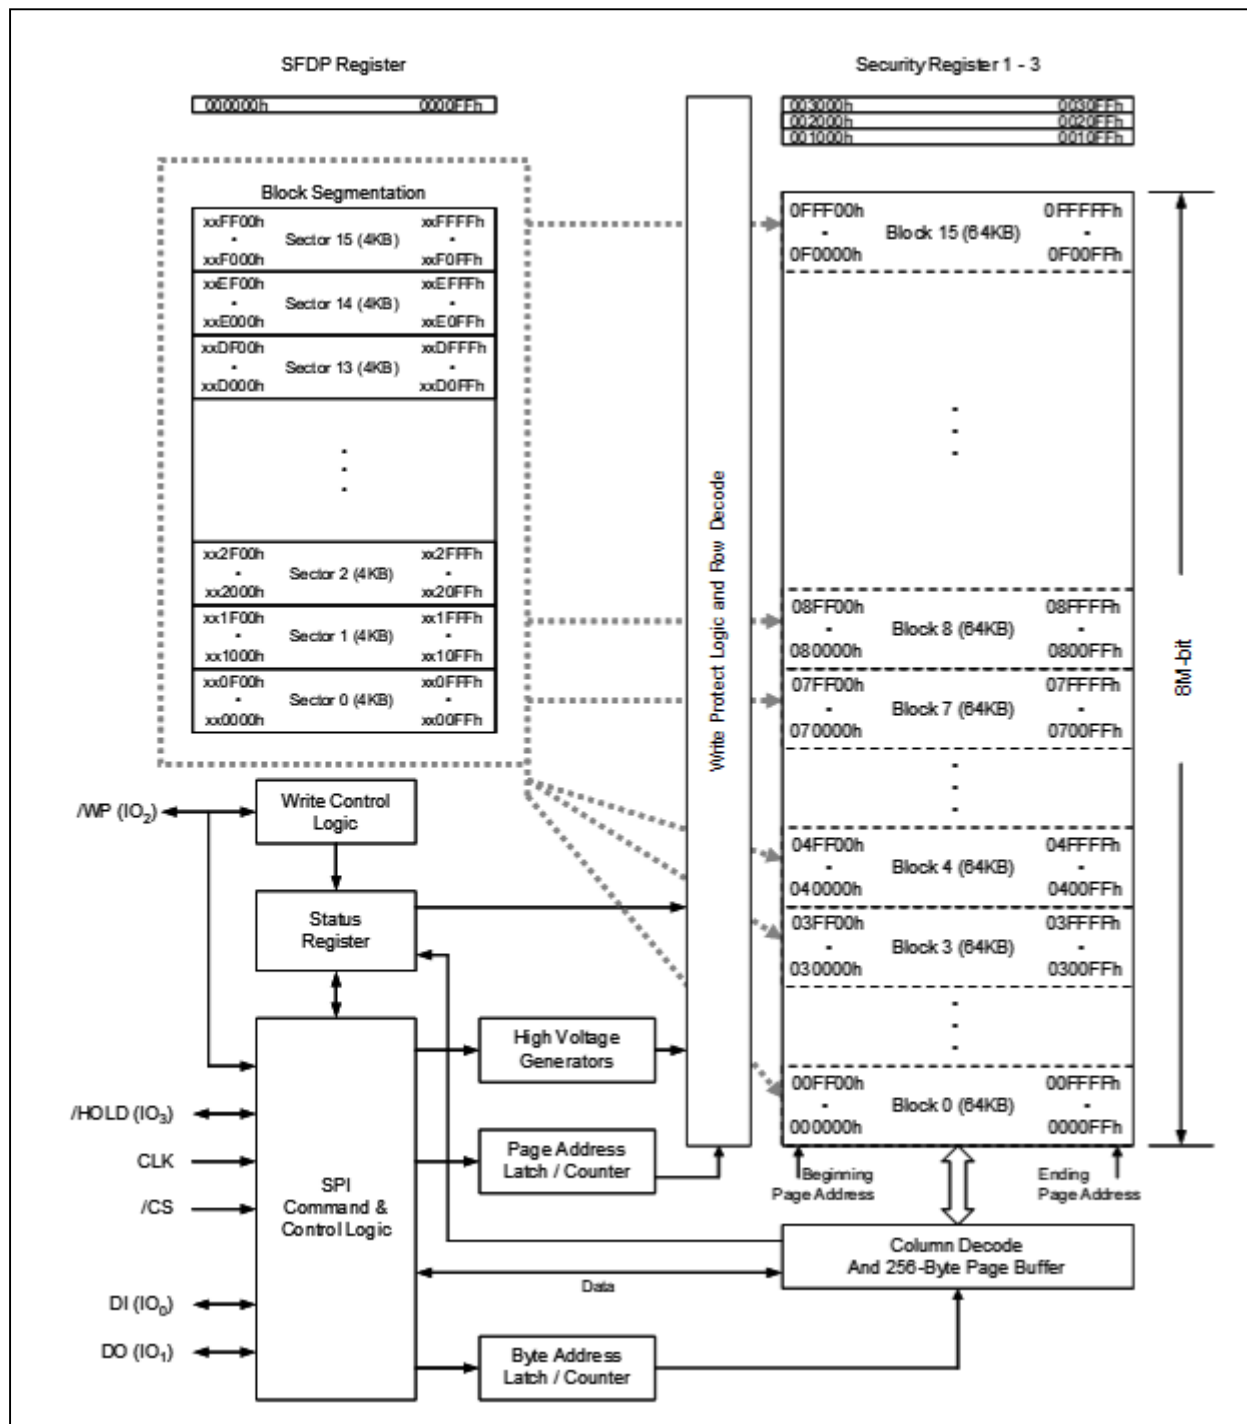 SFDP Register
000000h 0000FFh
Security Register 1 - 3
003000h 0030FFh
002000h 0020FFh
001000h 0010FFh
Block Segmentation
xxFF00h xxFFFFh
- Sector 15 (4KB) -
xxF000h xxF0FFh
xxEF00h xxEFFFh
- Sector 14 (4KB) -
xxE000h xxE0FFh
xxDF00h xxDFFFh
- Sector 13 (4KB) -
xxD000h xxD0FFh
xx2F00h xx2FFFh
- Sector 2 (4KB) -
xx2000h xx20FFh
xx1F00h xx1FFFh
- Sector 1 (4KB) -
xx1000h xx10FFh
xx0F00h xx0FFFh
- Sector 0 (4KB) -
xx0000h xx00FFh
Write Protect Logic and Row Decode
0FFF00h 0FFFFFh
- Block 15 (64KB) -
0F0000h 0F00FFh
08FF00h 08FFFFh
- Block 8 (64KB) -
080000h 0800FFh
07FF00h 07FFFFh
- Block 7 (64KB) -
070000h 0700FFh
04FF00h 04FFFFh
- Block 4 (64KB) -
040000h 0400FFh
03FF00h 03FFFFh
- Block 3 (64KB) -
030000h 0300FFh
00FF00h 00FFFFh
- Block 0 (64KB) -
000000h 0000FFh
8M-bit
Beginning
Page Address
Ending
Page Address
/WP (IO2)
Write Control
Logic
Status
Register
High Voltage
Generators
/HOLD (IO3)
CLK
/CS
Page Address
Latch / Counter
SPI
Command &
Control Logic
Column Decode
And 256-Byte Page Buffer
Data
DI (IO0)
DO (IO1)
Byte Address
Latch / Counter